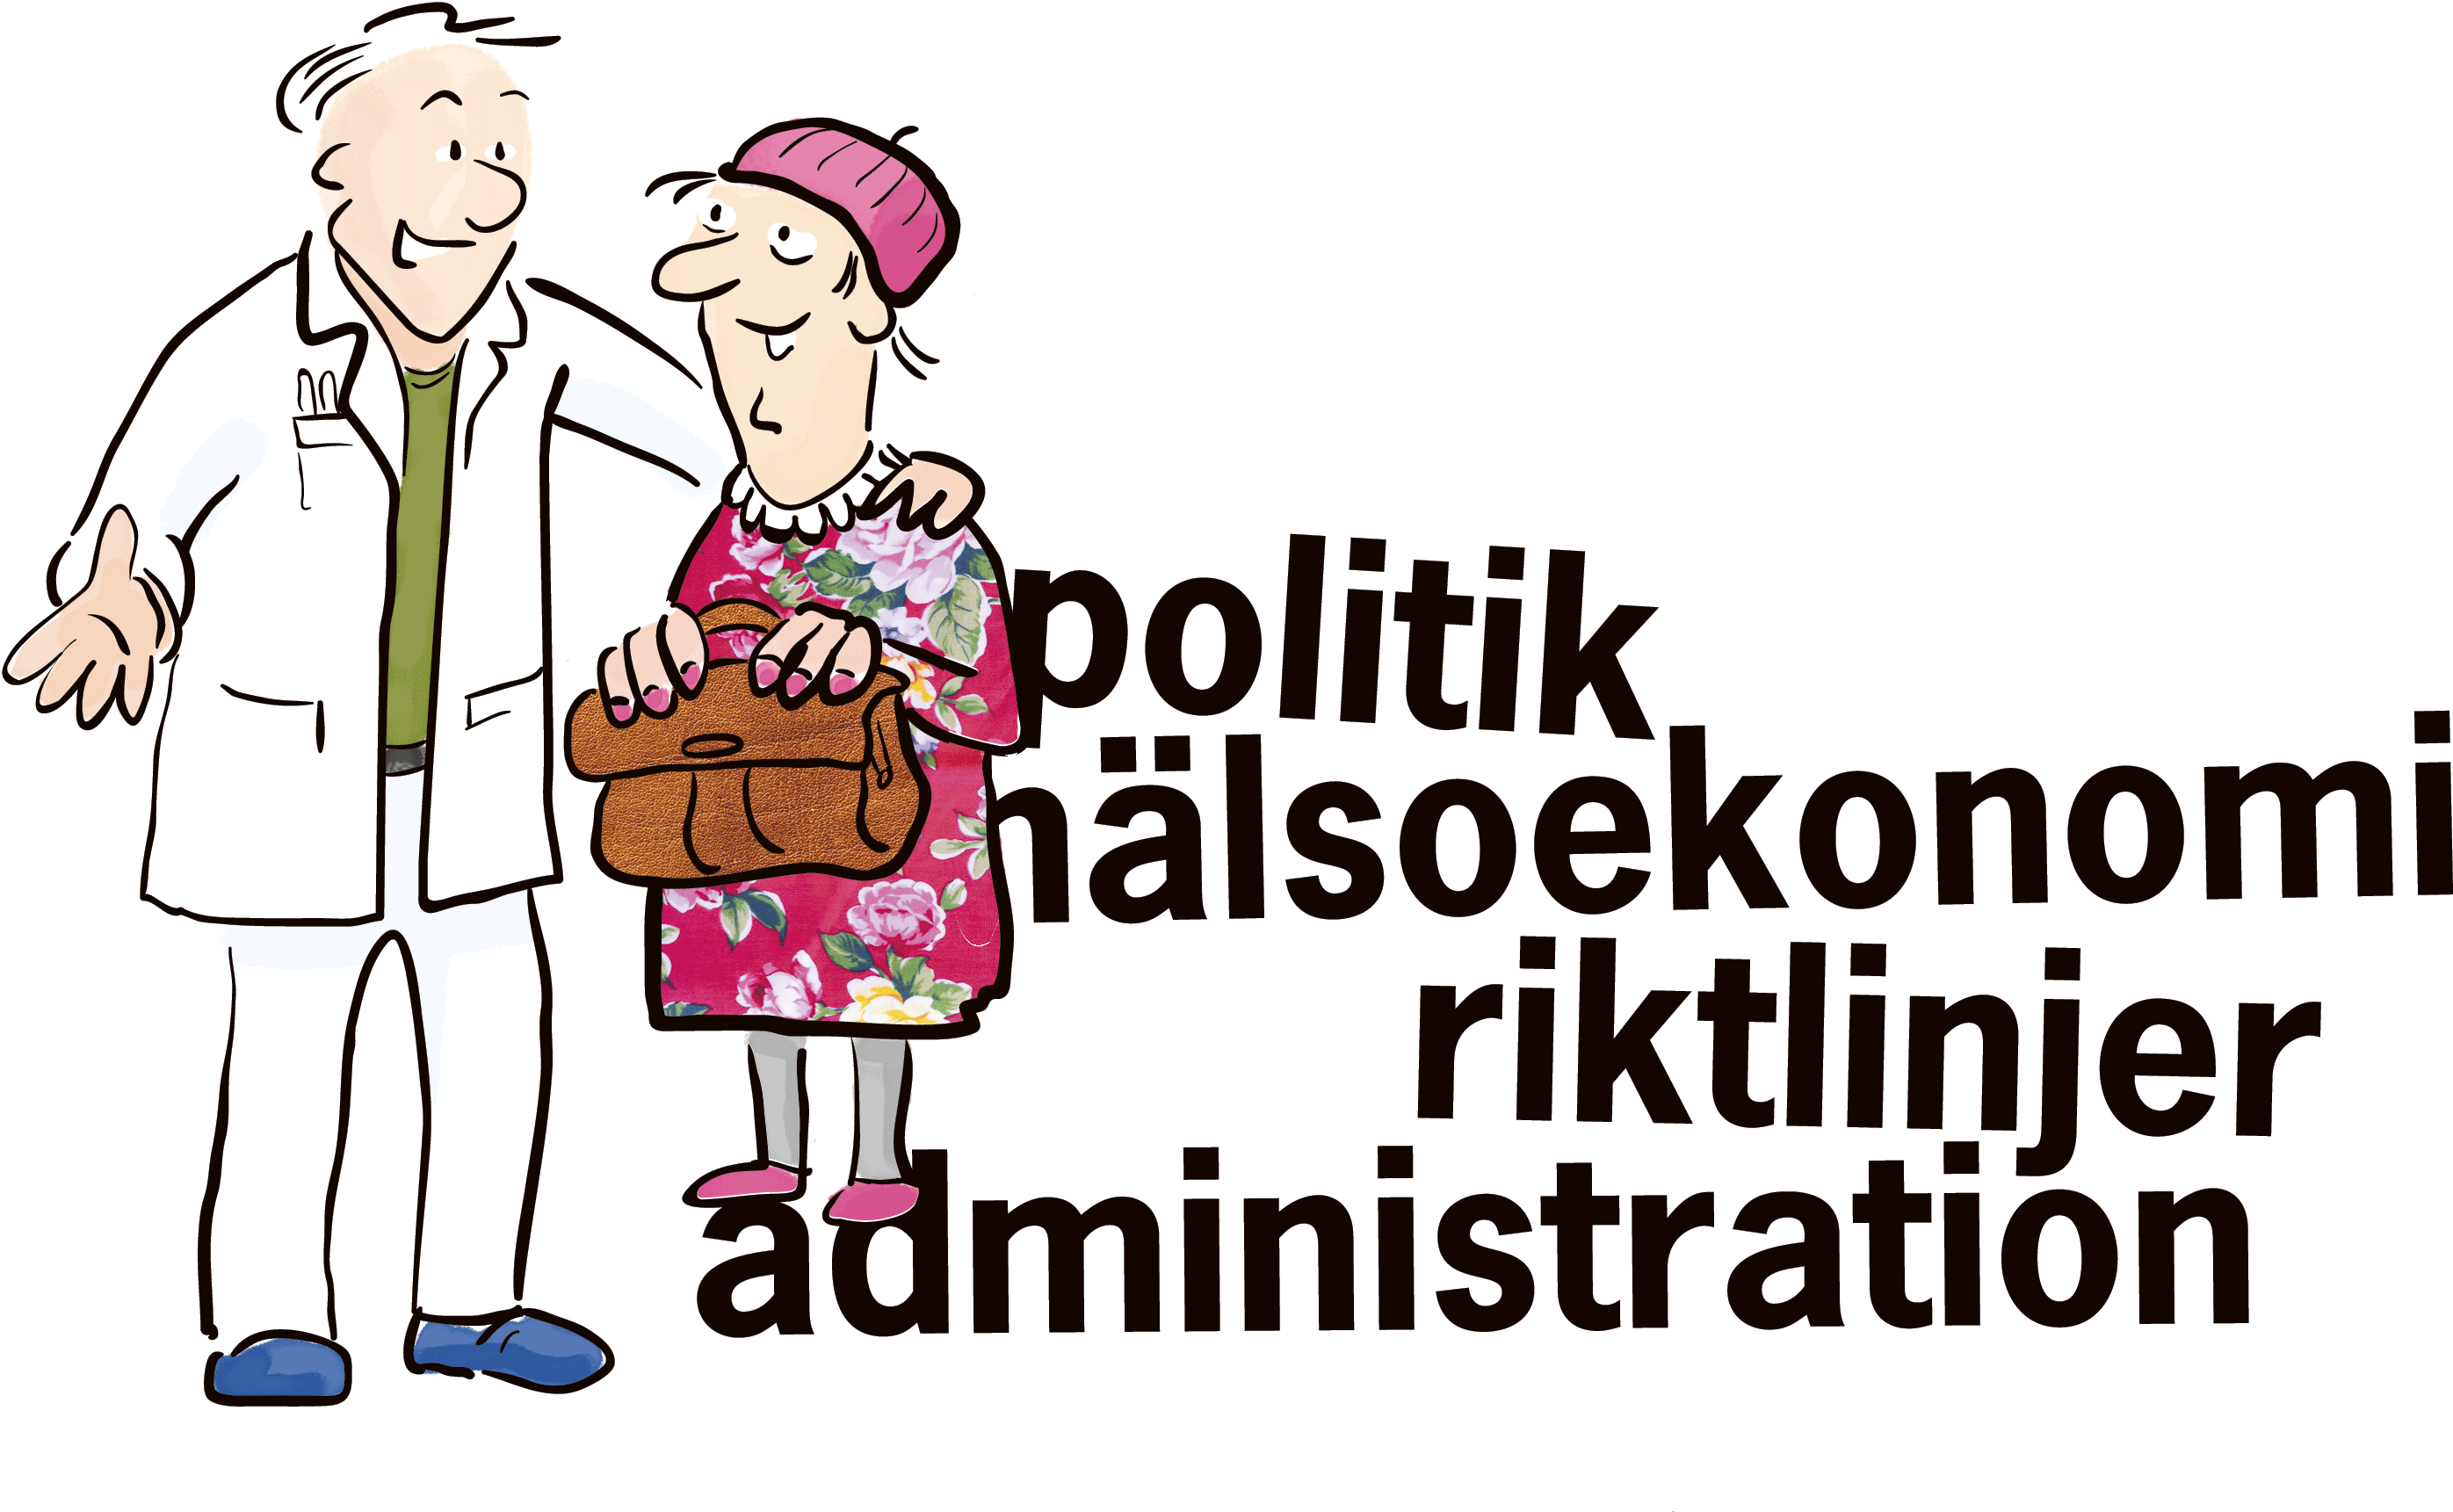 politik
hälsoekonomi
riktlinjer
administration